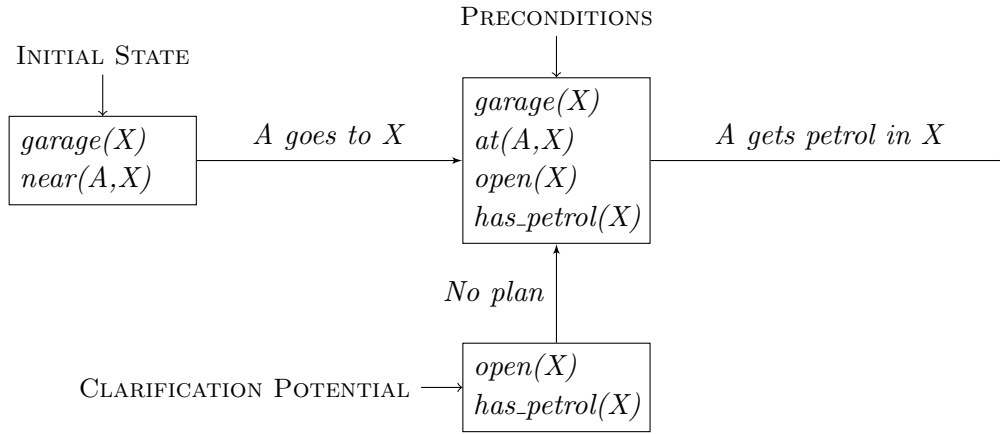 PRECONDITIONS
INITIAL STATE
garage(X)
near(A,X)
A goes to X
garage(X)
at(A,X)
open(X)
has_petrol(X)
A gets petrol in X
No plan
CLARIFICATION POTENTIAL
open(X)
has_petrol(X)